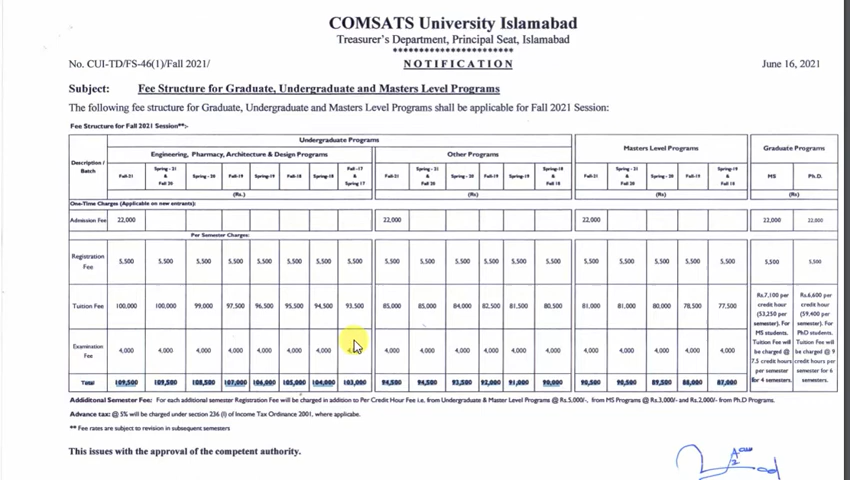 COMSATS University Islamabad
Treasurer's Department, Principal Seat, Islamabad
**********************
No. CUI-TD/FS-46(1)/Fall 2021/ NOTIFICATION June 16, 2021
Subject: Fee Structure for Graduate, Undergraduate and Masters Level Programs
The following fee structure for Graduate, Undergraduate and Masters Level Programs shall be applicable for Fall 2021 Session:
Fee Structure for Fall 2021 Session**:-
Description / Batch Undergraduate Programs Masters Level Programs Graduate Programs
Engineering, Pharmacy, Architecture & Design Programs Other Programs
Fall-21 Spring - 21 & Fall 20 Spring - 20 Fall-19 Spring-19 Fall-18 Spring-18 Fall -17 & Spring 17 Fall-21 Spring - 21 & Fall 20 Spring - 20 Fall-19 Spring-19 Spring-18 & Fall 18 Fall-21 Spring - 21 & Fall 20 Spring - 20 Fall-19 Spring-19 & Fall 18 MS Ph.D.
(Rs.) (Rs) (Rs) (Rs)
One-Time Charges (Applicable on new entrants):
Admission Fee 22,000 22,000 22,000 22,000 22,000
Per Semester Charges:
Registration Fee 5,500 5,500 5,500 5,500 5,500 5,500 5,500 5,500 5,500 5,500 5,500 5,500 5,500 5,500 5,500 5,500 5,500 5,500 5,500 5,500 5,500
Tuition Fee 100,000 100,000 99,000 97,500 96,500 95,500 94,500 93,500 85,000 85,000 84,000 82,500 81,500 80,500 81,000 81,000 80,000 78,500 77,500 Rs.7,100 per credit hour (53,250 per semester). For MS students. Tuition Fee will be charged @ 7.5 credit hours per semester for 4 semesters. Rs.6,600 per credit hour (59,400 per semester). For PhD students. Tuition Fee will be charged @ 9 credit hours per semester for 6 semesters.
Examination Fee 4,000 4,000 4,000 4,000 4,000 4,000 4,000 4,000 4,000 4,000 4,000 4,000 4,000 4,000 4,000 4,000 4,000 4,000
Total 109,500 109,500 108,500 107,000 106,000 105,000 104,000 103,000 94,500 94,500 93,500 92,000 91,000 90,000 90,500 90,500 89,500 88,000 87,000
Additional Semester Fee: For each additional semester Registration Fee will be charged in addition to Per Credit Hour Fee i.e. from Undergraduate & Master Level Programs @ Rs.5,000/-, from MS Programs @ Rs.3,000/- and Rs.2,000/- from Ph.D Programs.
Advance tax: @ 5% will be charged under section 236 (I) of Income Tax Ordinance 2001, where applicable.
** Fee rates are subject to revision in subsequent semesters
This issues with the approval of the competent authority.